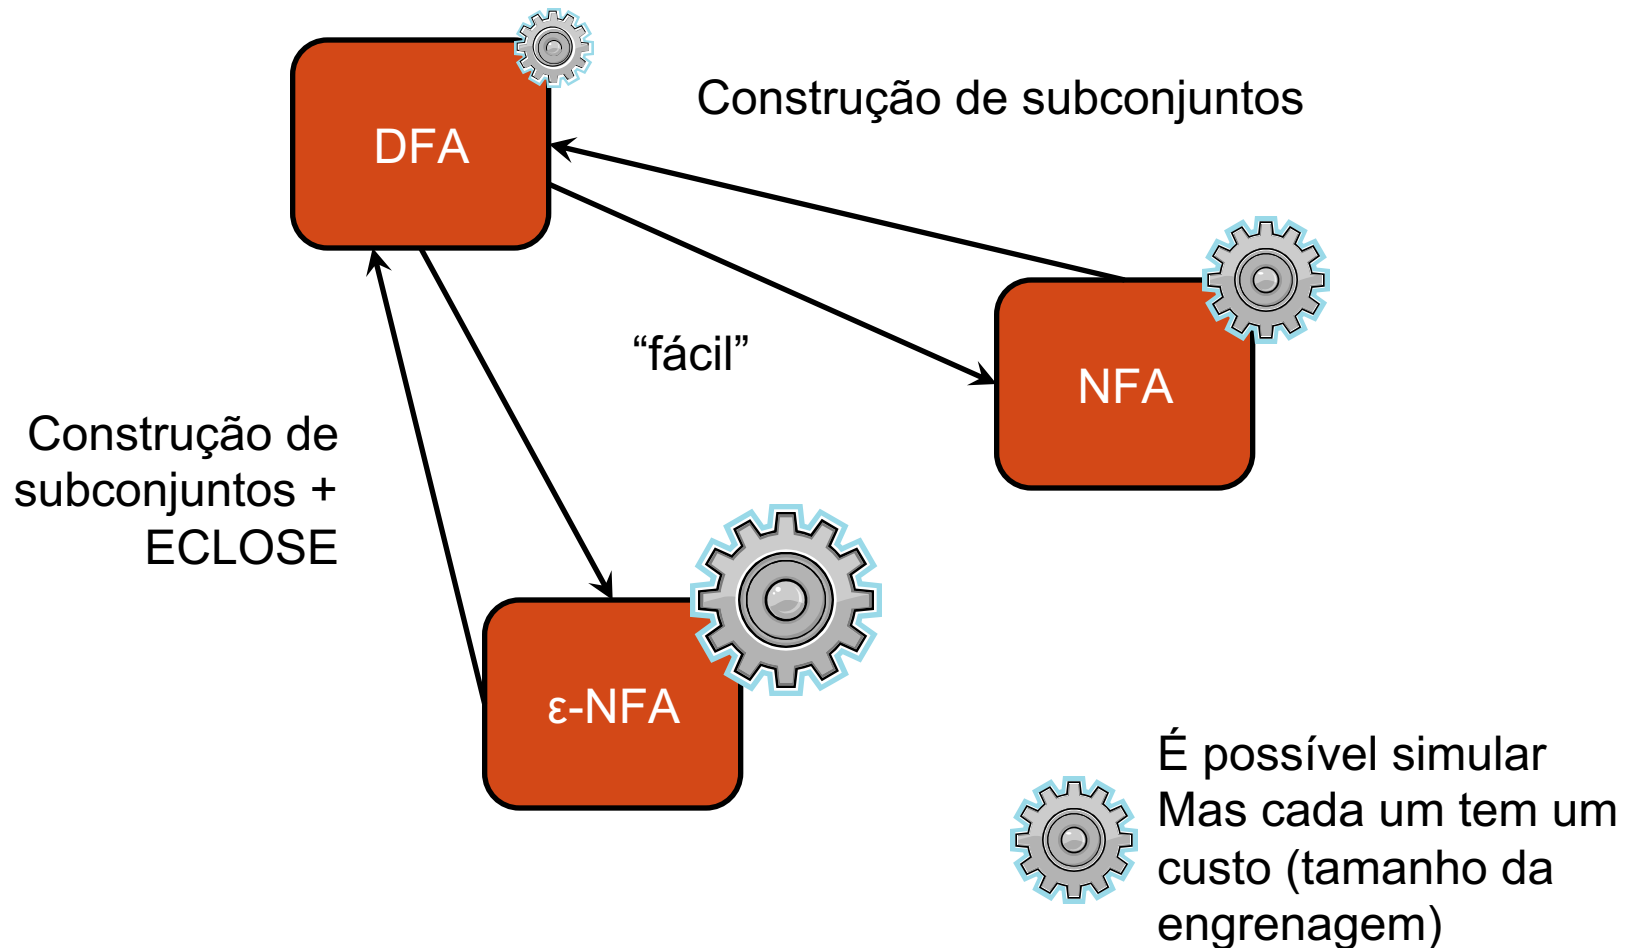 DFA
Construção de subconjuntos
“fácil”
NFA
Construção de
subconjuntos +
ECLOSE
ε-NFA
É possível simular
Mas cada um tem um
custo (tamanho da
engrenagem)